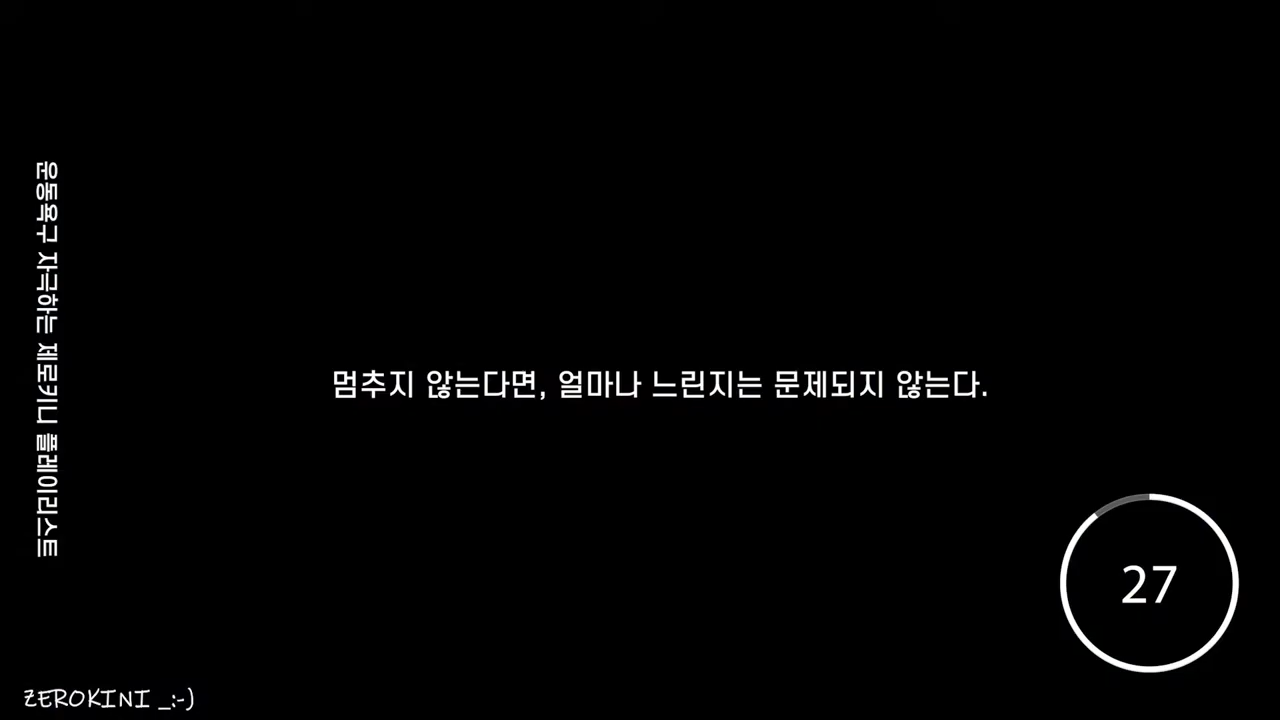 운동욕구 자극하는 제로키니 플레이리스트
멈추지 않는다면, 얼마나 느린지는 문제되지 않는다.
27
ZEROKINI _:-)